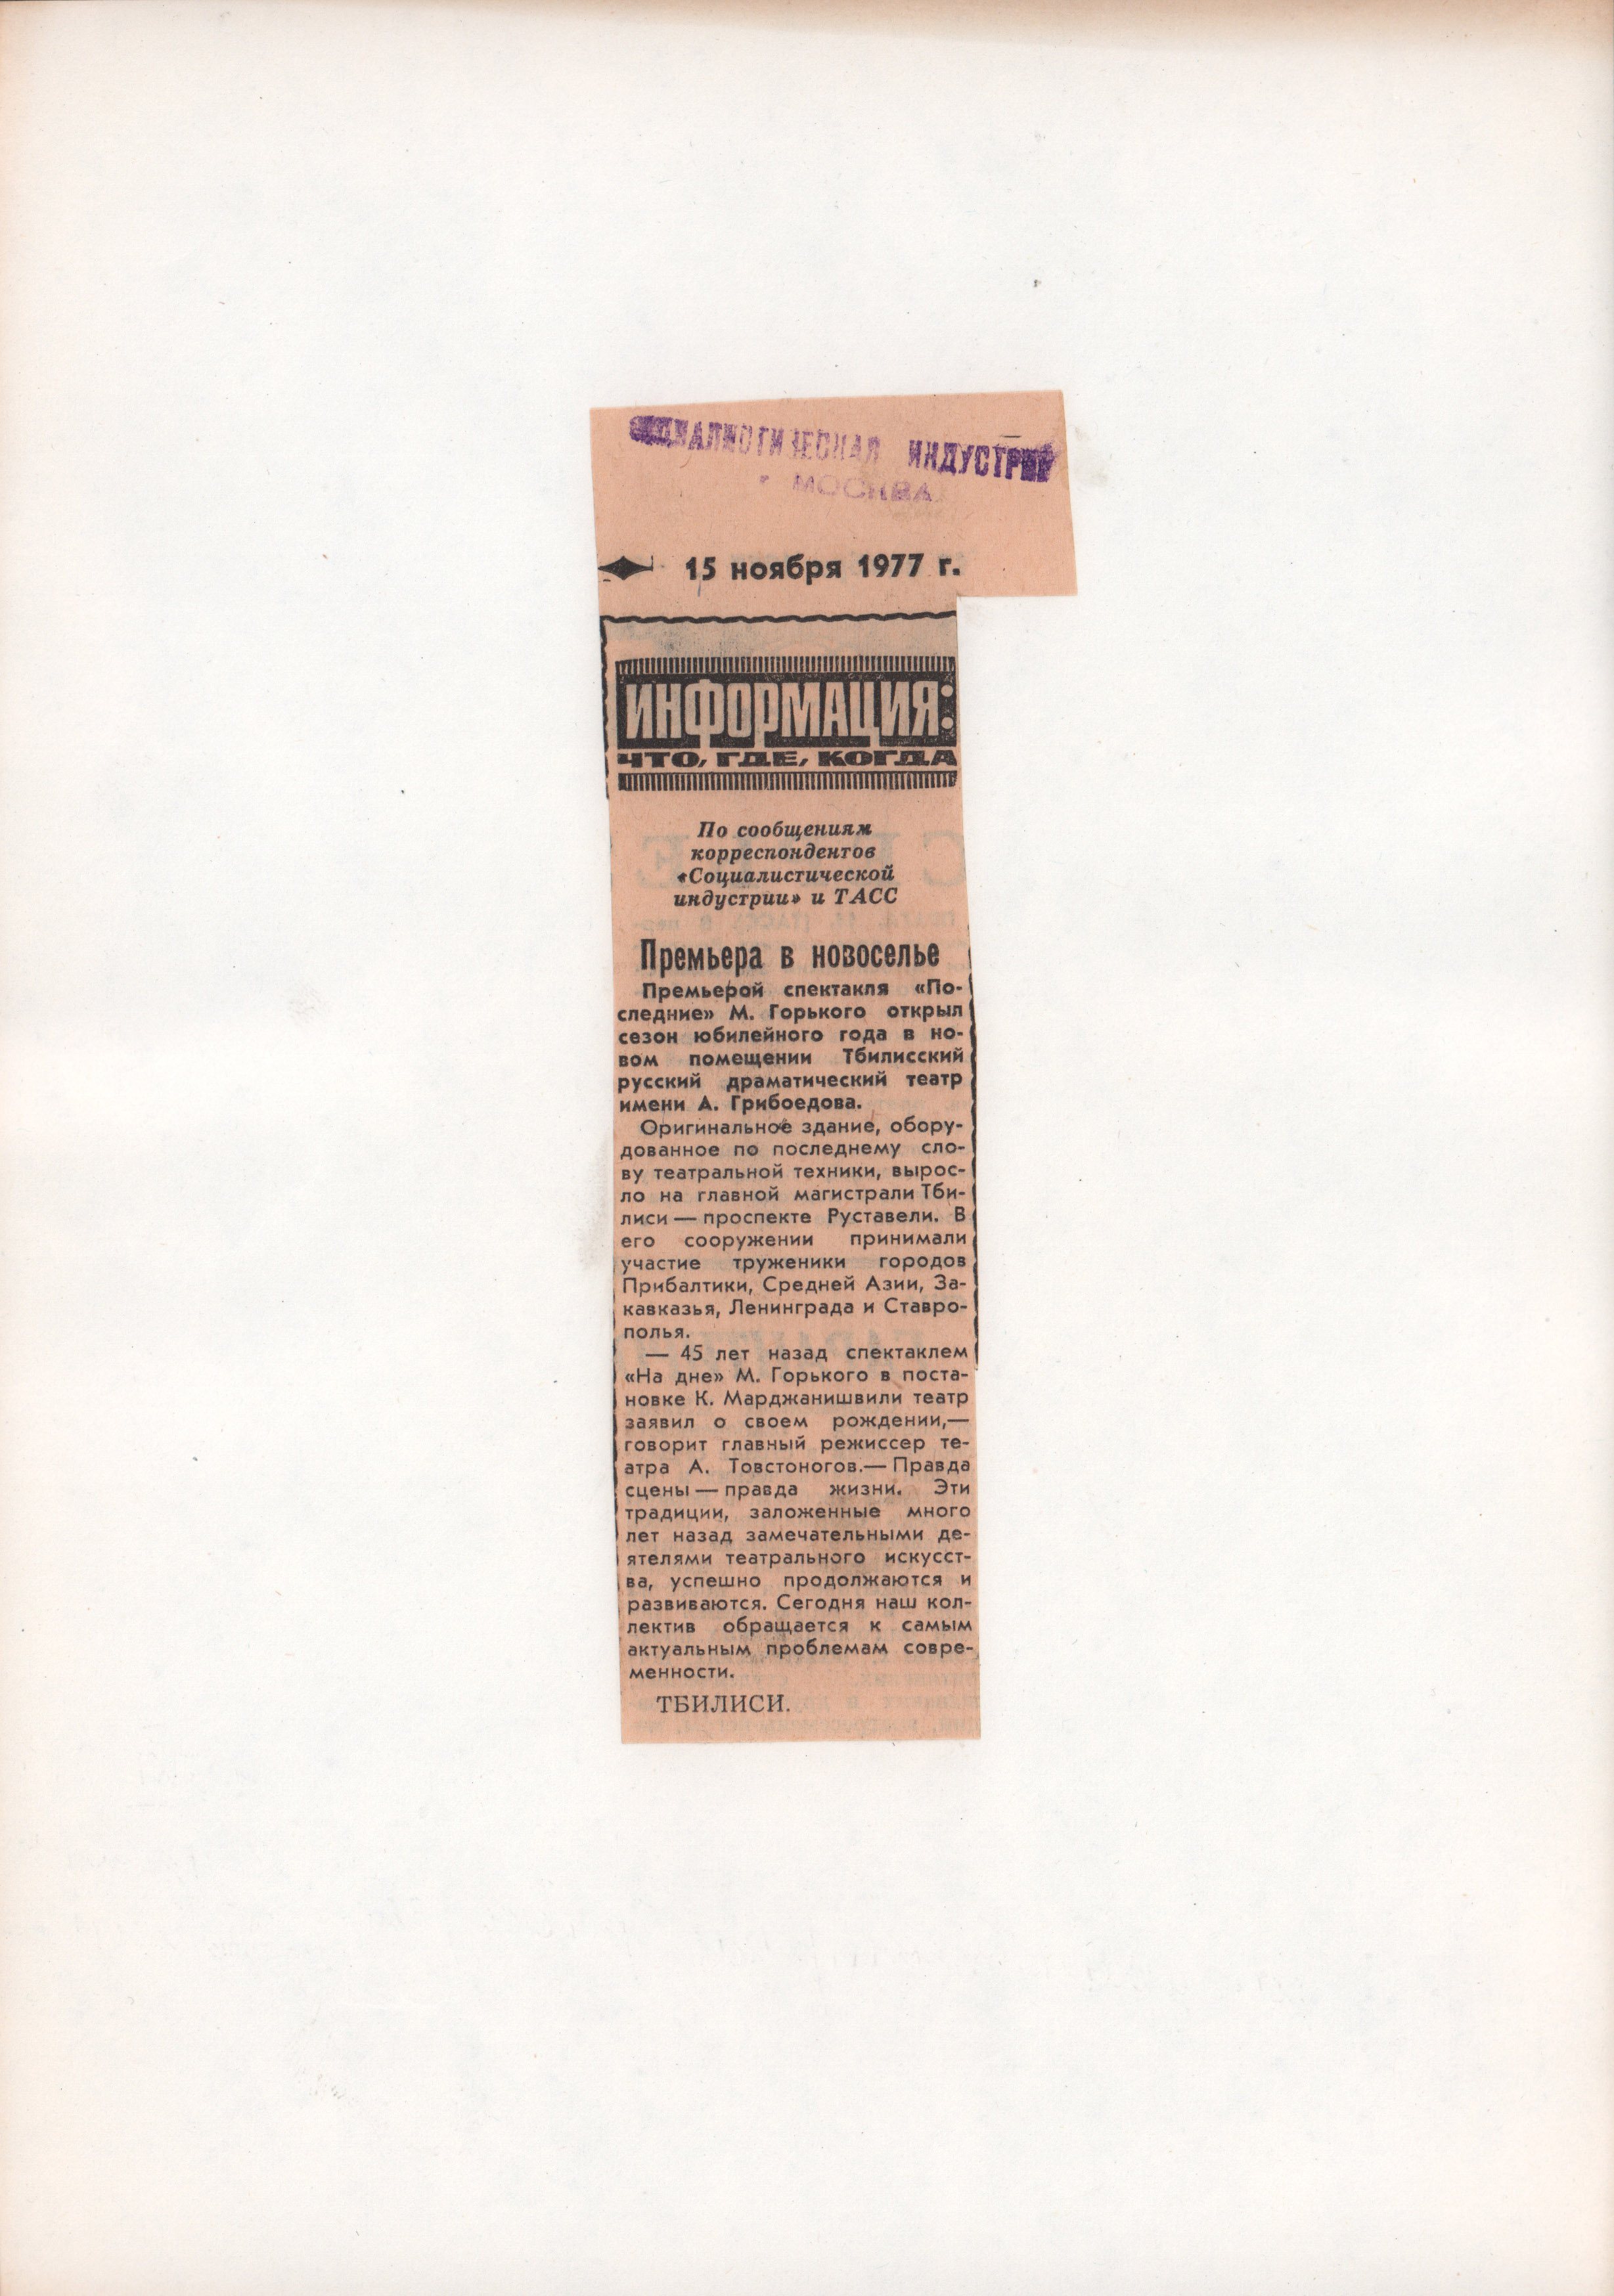 СОЦИАЛИСТИЧЕСКАЯ ИНДУСТРИЯ
г. МОСКВА
15 ноября 1977 г.
ИНФОРМАЦИЯ:
ЧТО, ГДЕ, КОГДА
По сообщениям
корреспондентов
«Социалистической
индустрии» и ТАСС
Премьера в новоселье
Премьерой спектакля «По-
следние» М. Горького открыл
сезон юбилейного года в но-
вом помещении Тбилисский
русский драматический театр
имени А. Грибоедова.
Оригинальное здание, обору-
дованное по последнему сло-
ву театральной техники, вырос-
ло на главной магистрали Тби-
лиси — проспекте Руставели. В
его сооружении принимали
участие труженики городов
Прибалтики, Средней Азии, За-
кавказья, Ленинграда и Ставро-
полья.
— 45 лет назад спектаклем
«На дне» М. Горького в поста-
новке К. Марджанишвили театр
заявил о своем рождении,—
говорит главный режиссер те-
атра А. Товстоногов.— Правда
сцены — правда жизни. Эти
традиции, заложенные много
лет назад замечательными де-
ятелями театрального искусст-
ва, успешно продолжаются и
развиваются. Сегодня наш кол-
лектив обращается к самым
актуальным проблемам совре-
менности.
ТБИЛИСИ.